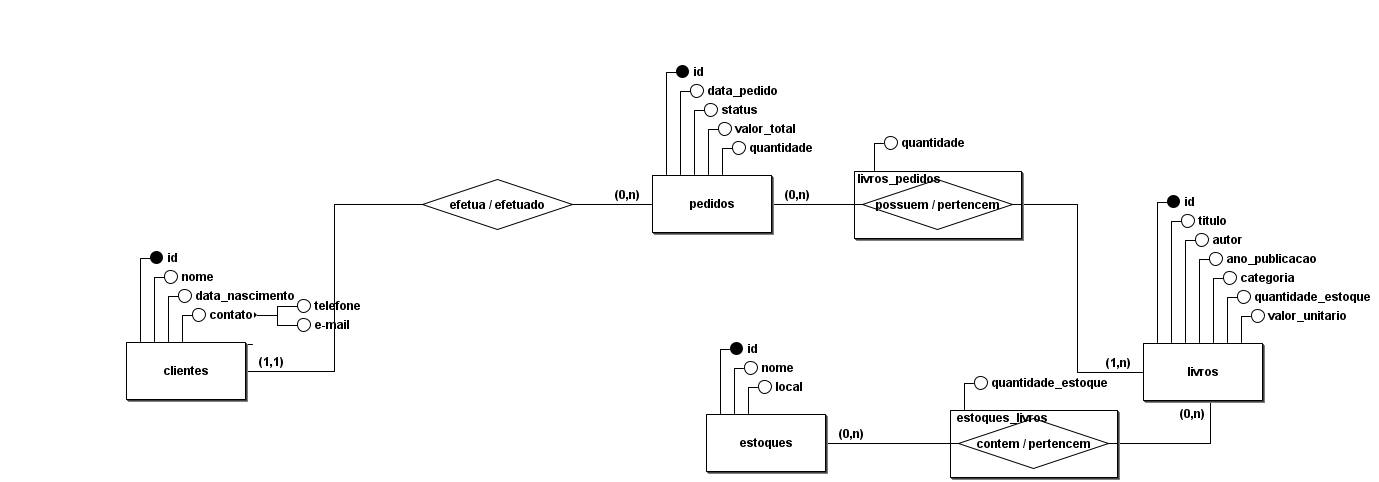 id
data_pedido
status
valor_total
quantidade
quantidade
livros_pedidos
efetua / efetuado
(0,n)
pedidos
(0,n)
possuem / pertencem
id
titulo
autor
ano_publicacao
categoria
quantidade_estoque
valor_unitario
id
nome
data_nascimento
contato
telefone
e-mail
(1,1)
clientes
(1,n)
livros
(0,n)
id
nome
local
quantidade_estoque
estoques_livros
estoques
(0,n)
contem / pertencem